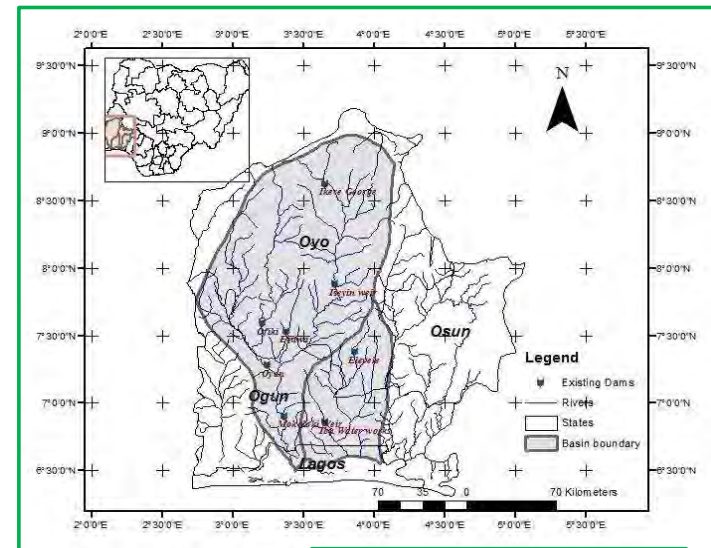 2°0'0"E 2°30'0"E 3°0'0"E 3°30'0"E 4°0'0"E 4°30'0"E 5°0'0"E 5°30'0"E
9°30'0"N 9°30'0"N
N
9°0'0"N 9°0'0"N
Ikere Goorge
8°30'0"N 8°30'0"N
Oyo
8°0'0"N 8°0'0"N
Iseyin weir
7°30'0"N 7°30'0"N
Ofiki
Osun
Eleyele
Legend
Existing Dams
Oyan
7°0'0"N 7°0'0"N
Ogun
Rivers
States
Basin boundary
6°30'0"N 6°30'0"N
Lagos
70 35 0 70 Kilometers
2°0'0"E 2°30'0"E 3°0'0"E 3°30'0"E 4°0'0"E 4°30'0"E 5°0'0"E 5°30'0"E